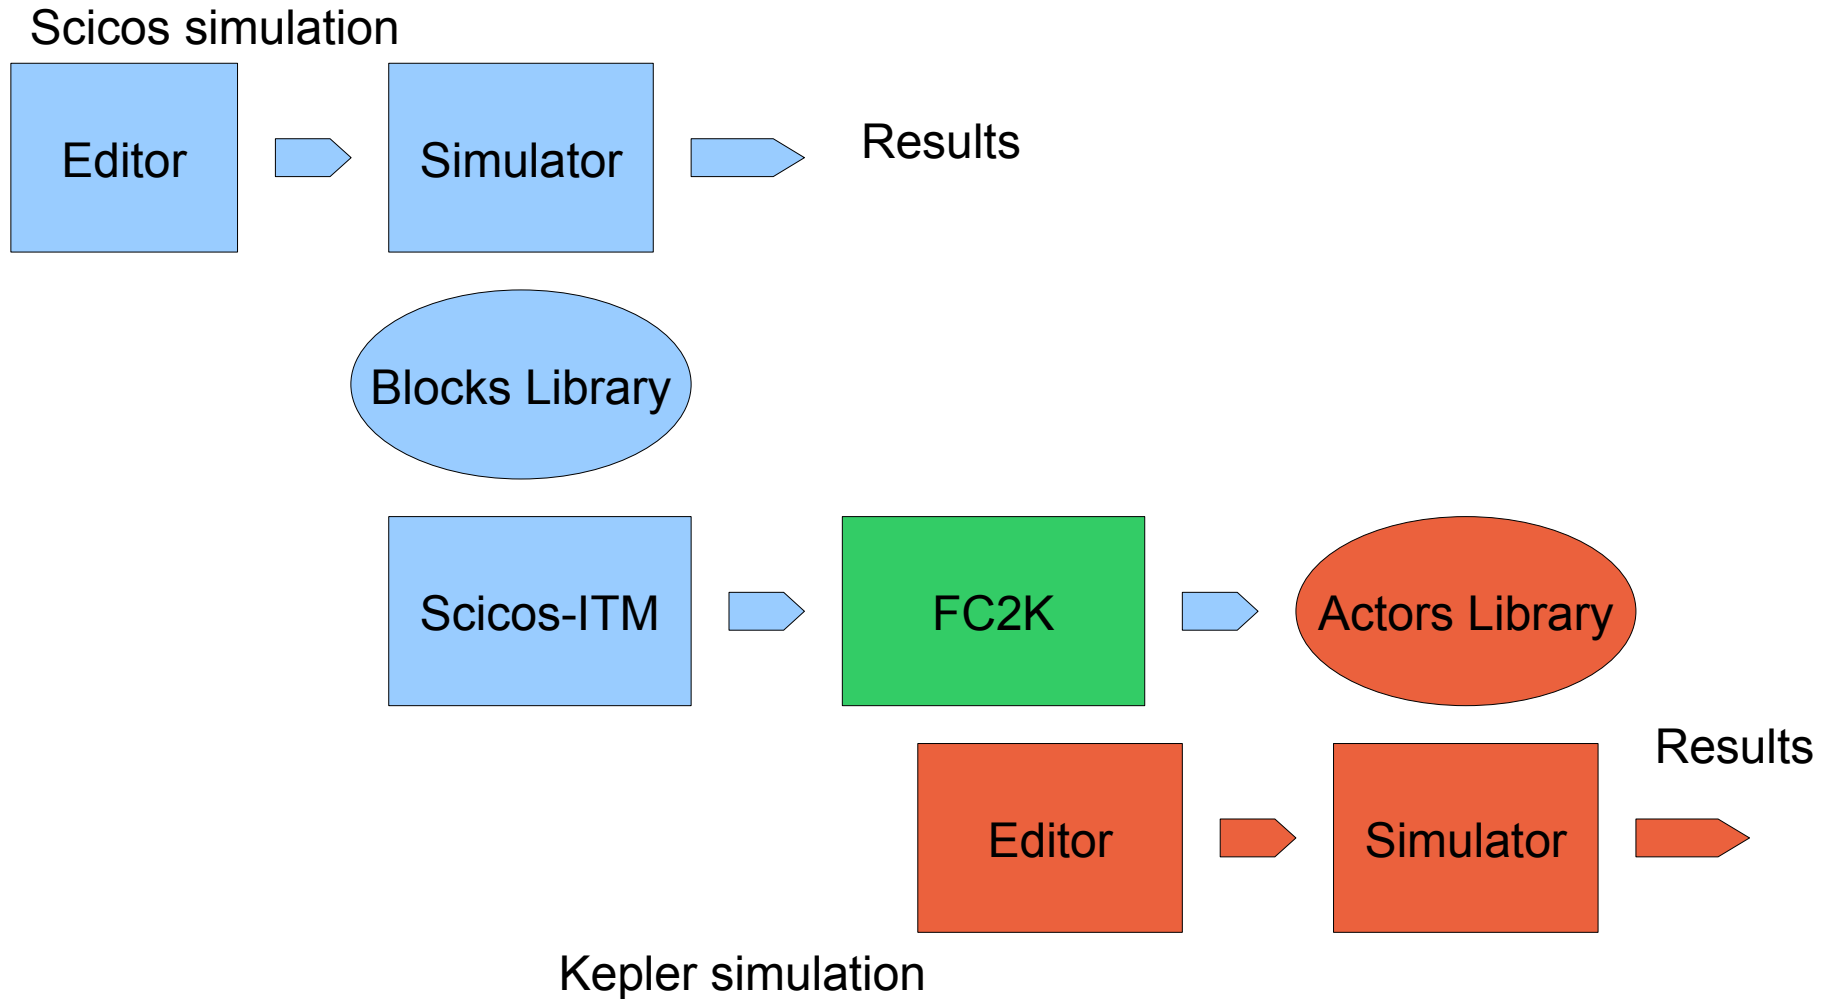 Scicos simulation
Editor
Simulator
Results
Blocks Library
Scicos-ITM
FC2K
Actors Library
Results
Editor
Simulator
Kepler simulation